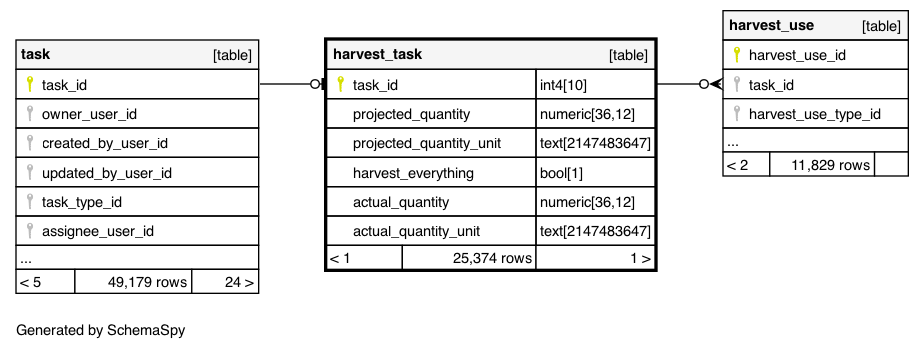 task [table]
task_id
owner_user_id
created_by_user_id
updated_by_user_id
task_type_id
assignee_user_id
...
< 5 49,179 rows 24 >
harvest_task [table]
task_id int4[10]
projected_quantity numeric[36,12]
projected_quantity_unit text[2147483647]
harvest_everything bool[1]
actual_quantity numeric[36,12]
actual_quantity_unit text[2147483647]
< 1 25,374 rows 1 >
harvest_use [table]
harvest_use_id
task_id
harvest_use_type_id
...
< 2 11,829 rows
Generated by SchemaSpy